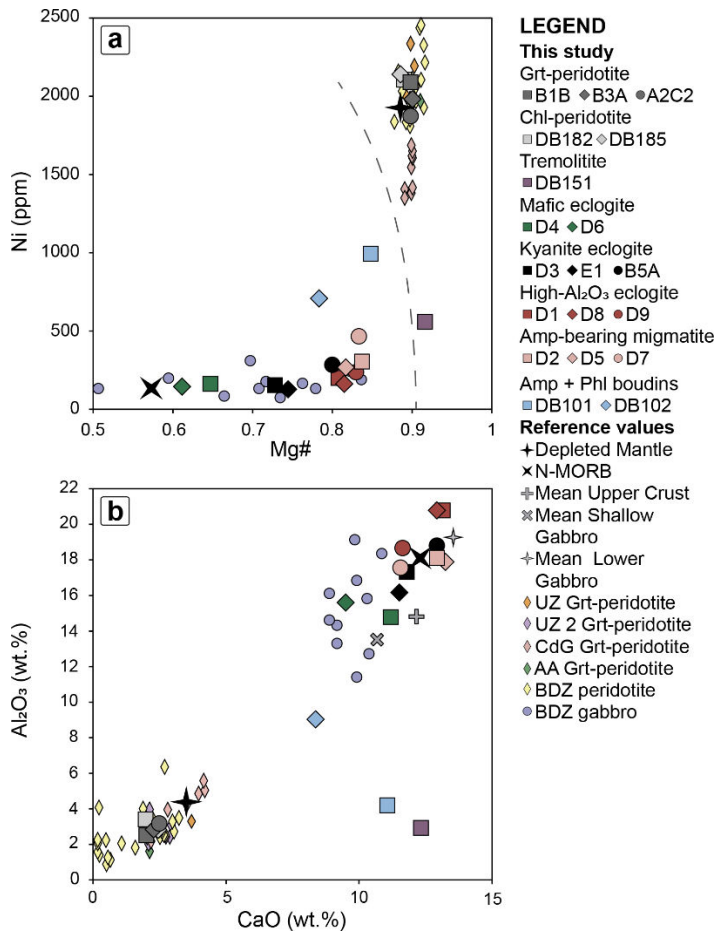 a
2500
2000
1500
1000
500
0
Ni (ppm)
0.5 0.6 0.7 0.8 0.9 1
Mg#
b
22
20
18
16
14
12
10
8
6
4
2
0
Al₂O₃ (wt.%)
0 5 10 15
CaO (wt.%)
LEGEND
This study
Grt-peridotite
B1B B3A A2C2
Chl-peridotite
DB182 DB185
Tremolitite
DB151
Mafic eclogite
D4 D6
Kyanite eclogite
D3 E1 B5A
High-Al₂O₃ eclogite
D1 D8 D9
Amp-bearing migmatite
D2 D5 D7
Amp + Phl boudins
DB101 DB102
Reference values
Depleted Mantle
N-MORB
Mean Upper Crust
Mean Shallow
Gabbro
Mean Lower
Gabbro
UZ Grt-peridotite
UZ 2 Grt-peridotite
CdG Grt-peridotite
AA Grt-peridotite
BDZ peridotite
BDZ gabbro